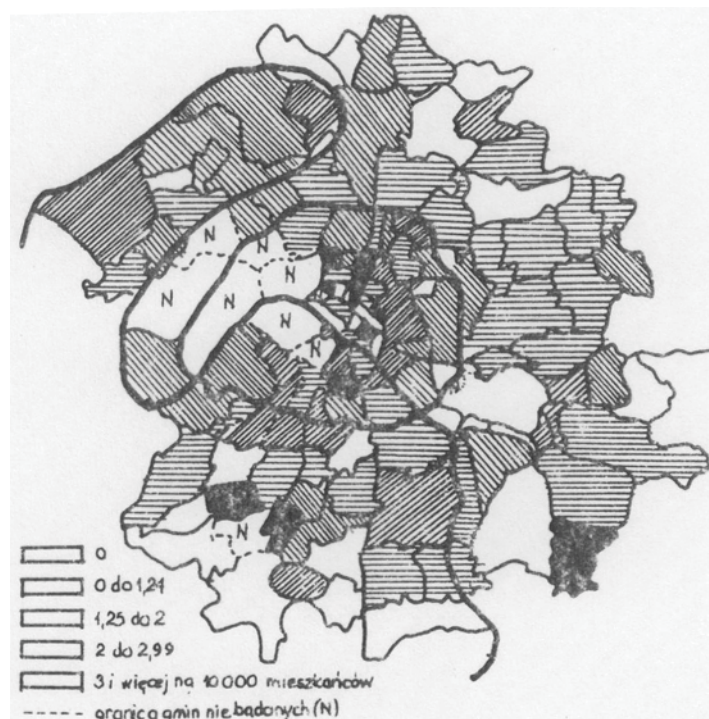 N
N
N
N
N
N
N
N
0
0 do 1,24
1,25 do 2
2 do 2,99
3 i więcej na 10 000 mieszkańców
granica gmin nie badanych (N)